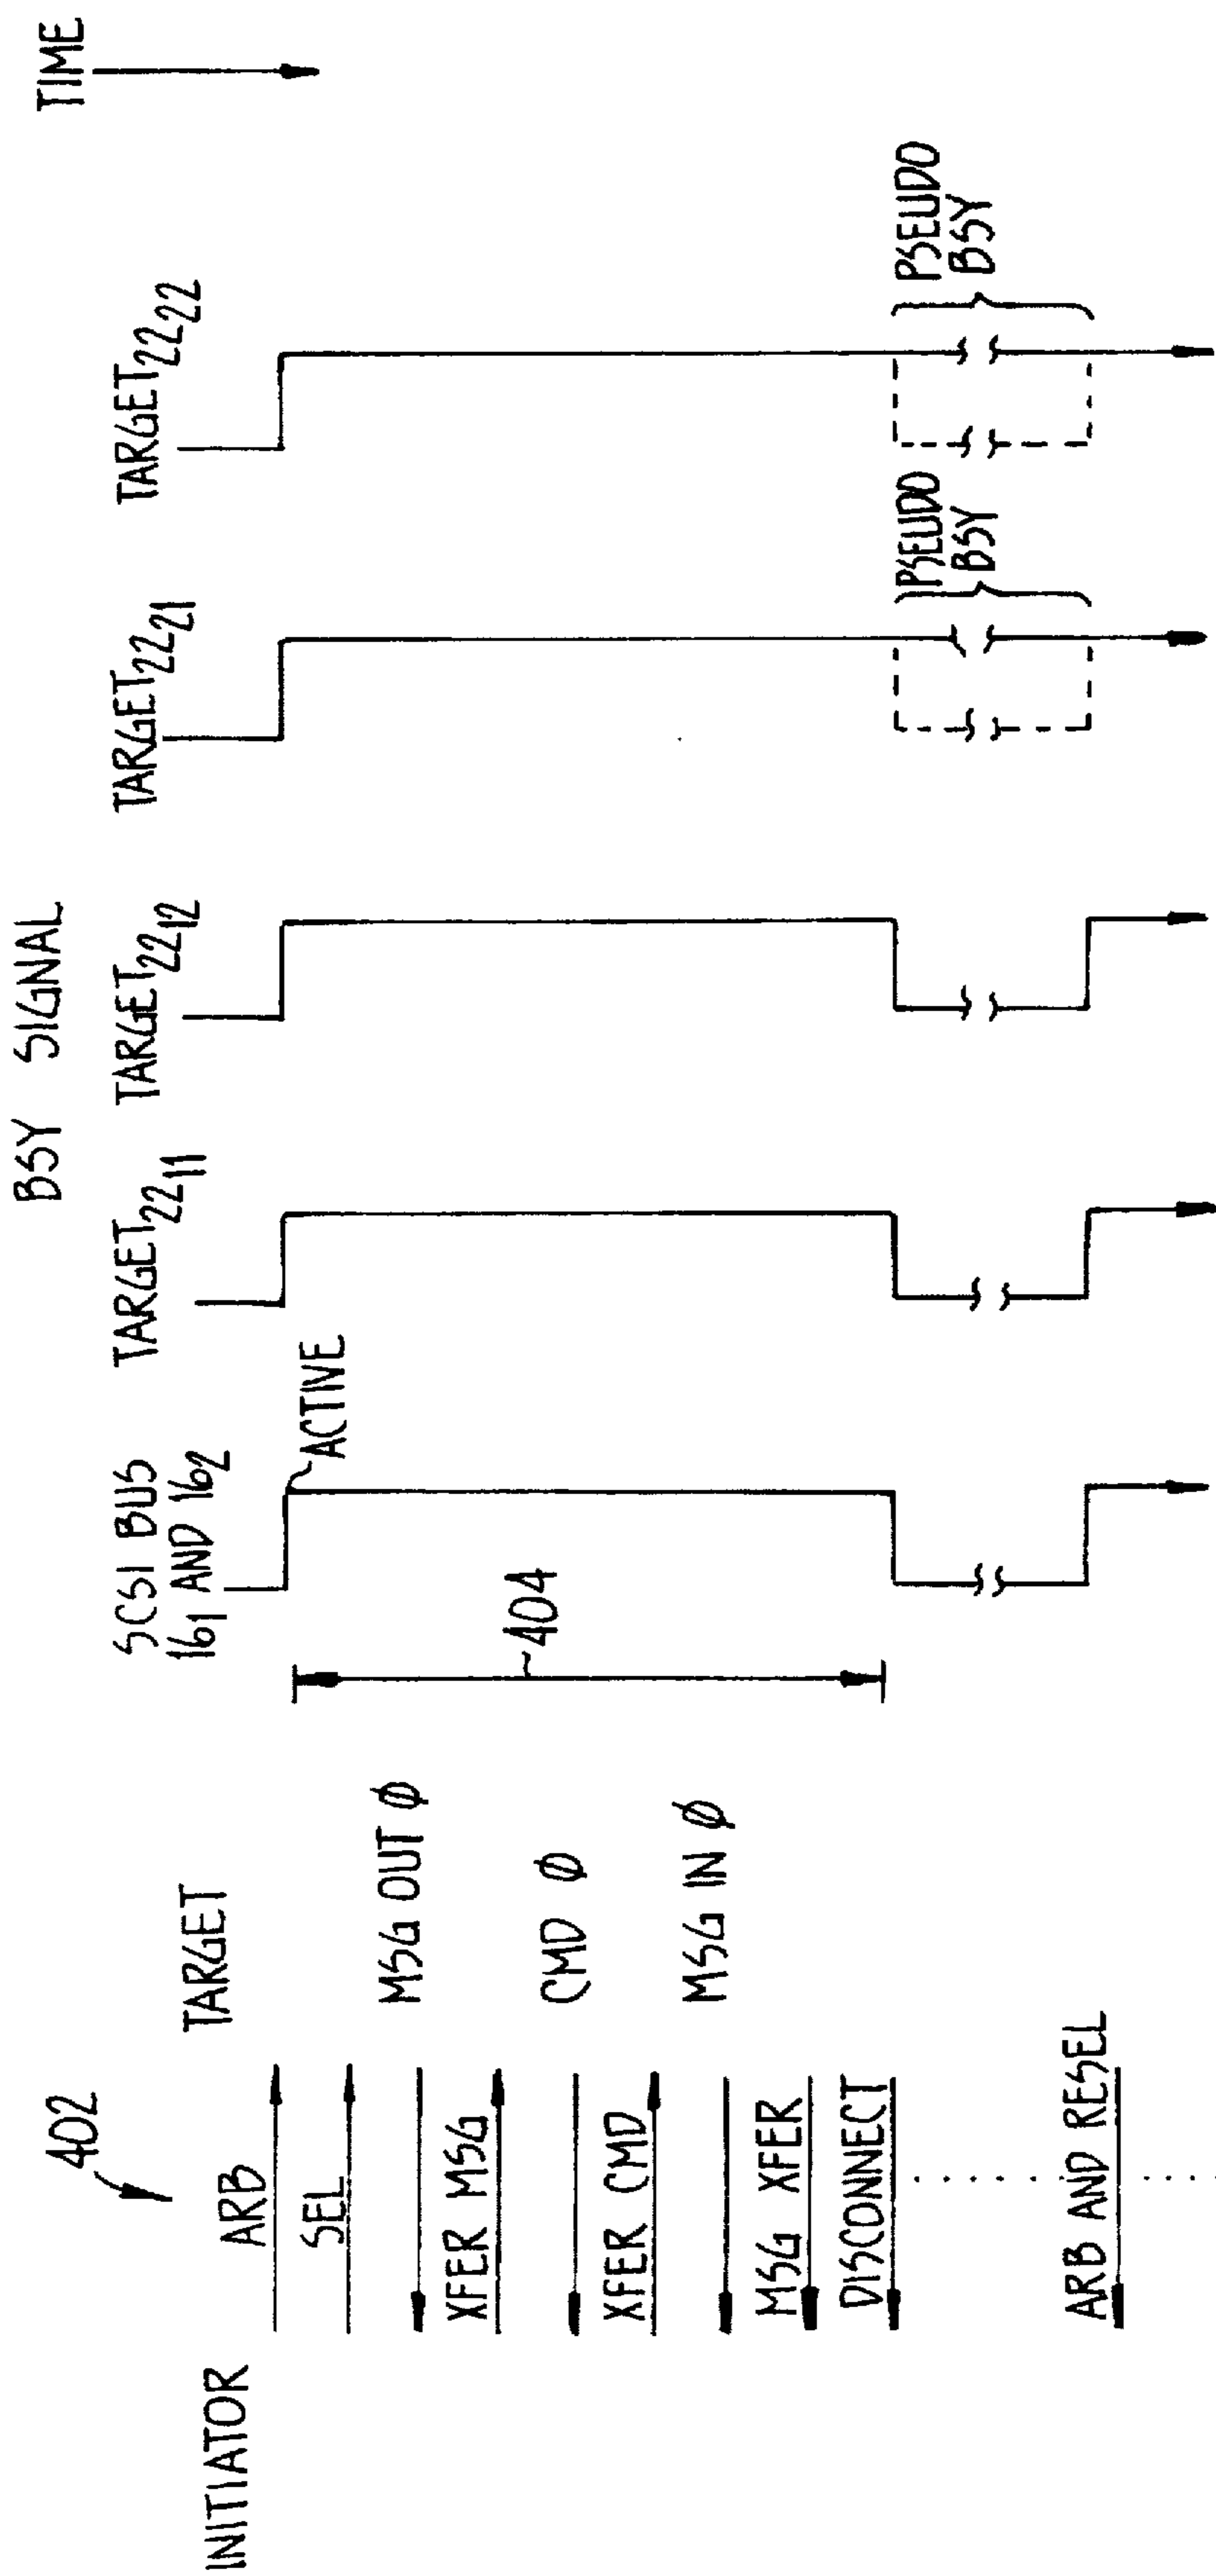 402
INITIATOR
TARGET
ARB
SEL
MSG OUT Ø
XFER MSG
CMD Ø
XFER CMD
MSG IN Ø
MSG XFER
DISCONNECT
ARB AND RESEL
404
BSY SIGNAL
SCSI BUS
16₁ AND 16₂
ACTIVE
TARGET22₁₁
TARGET22₁₂
TARGET22₂₁
TARGET22₂₂
PSEUDO
BSY
PSEUDO
BSY
TIME